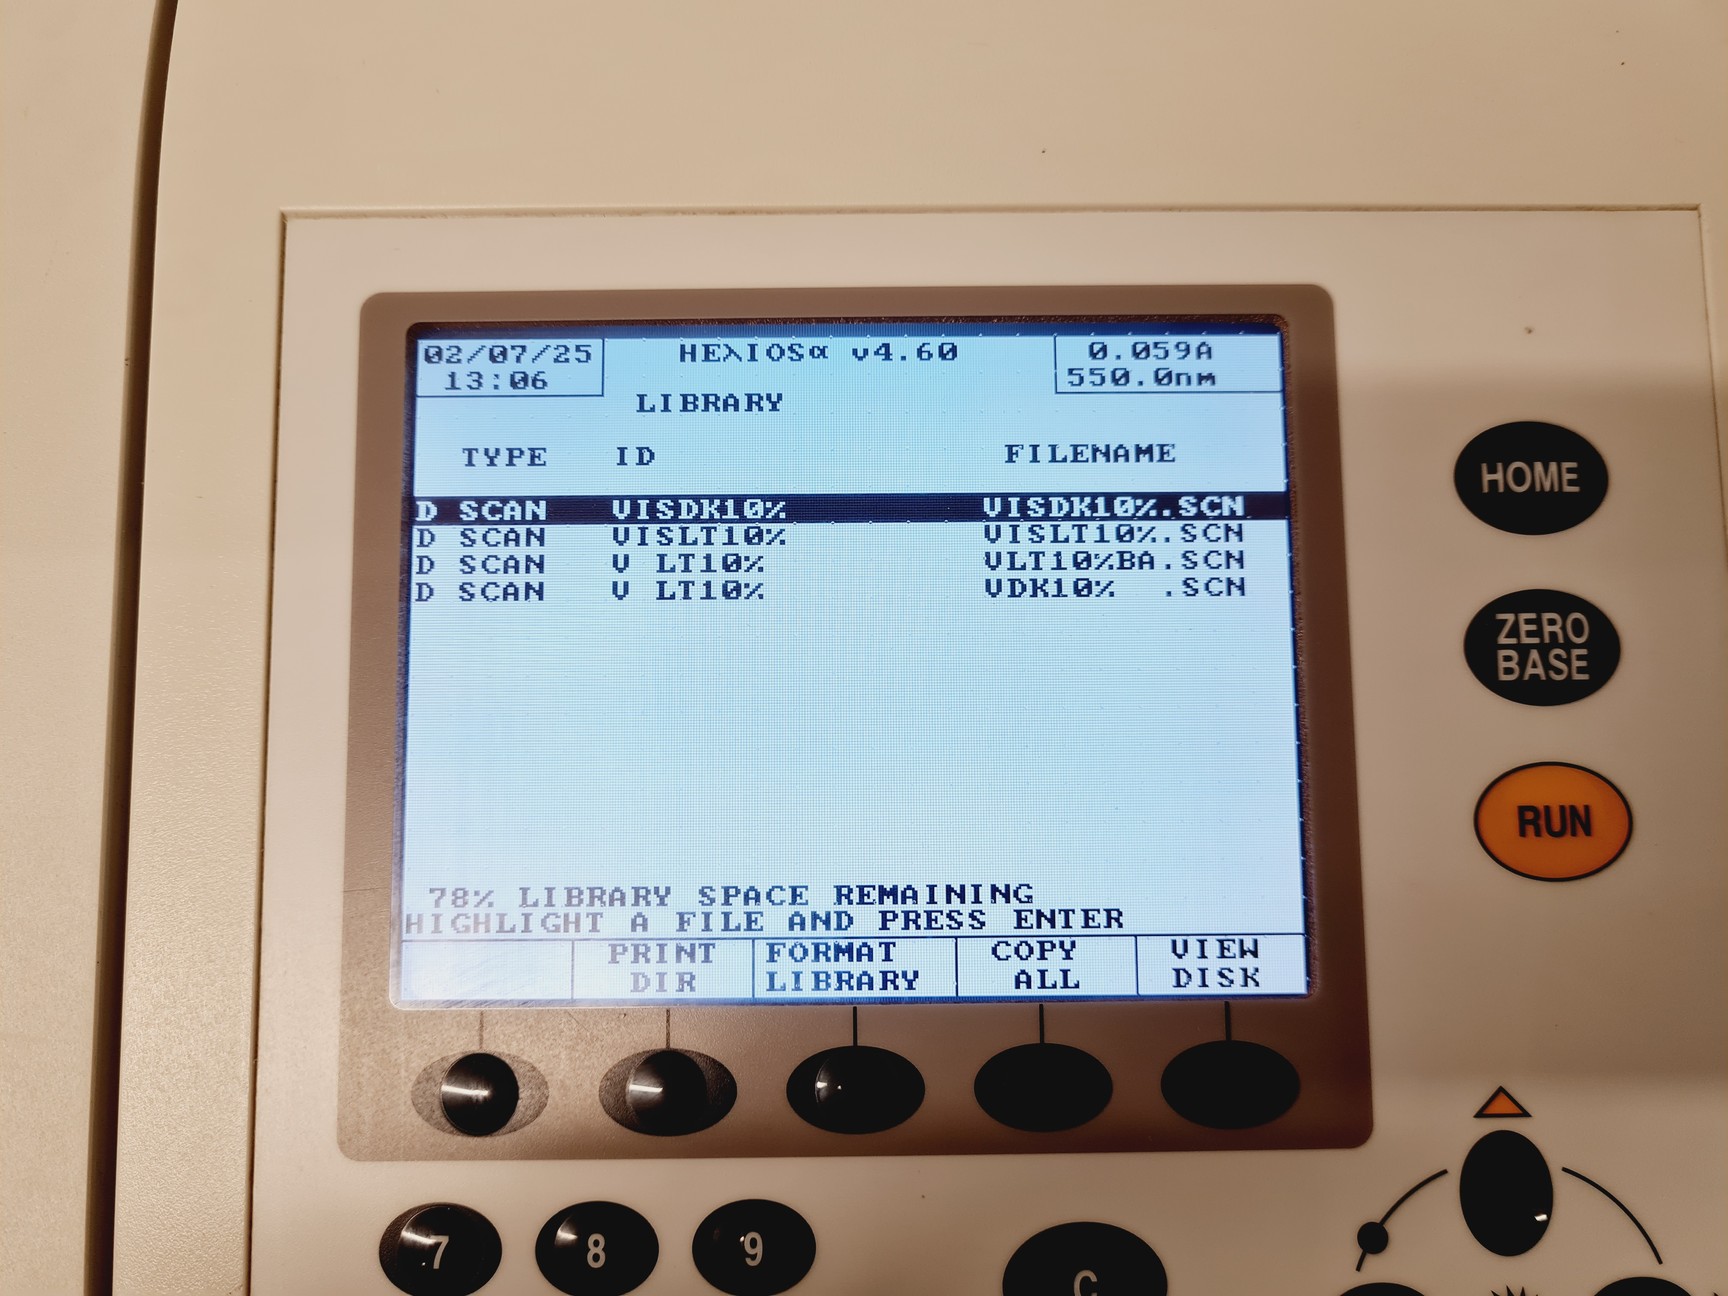 02/07/25 HEλIOSα v4.60 0.059A
13:06 550.0nm
LIBRARY
TYPE ID FILENAME
D SCAN VISDK10% VISDK10%.SCN
D SCAN VISLT10% VISLT10%.SCN
D SCAN V LT10% VLT10%BA.SCN
D SCAN V LT10% VDK10% .SCN
78% LIBRARY SPACE REMAINING
HIGHLIGHT A FILE AND PRESS ENTER
PRINT FORMAT COPY VIEW
DIR LIBRARY ALL DISK
HOME
ZERO
BASE
RUN
7 8 9
C